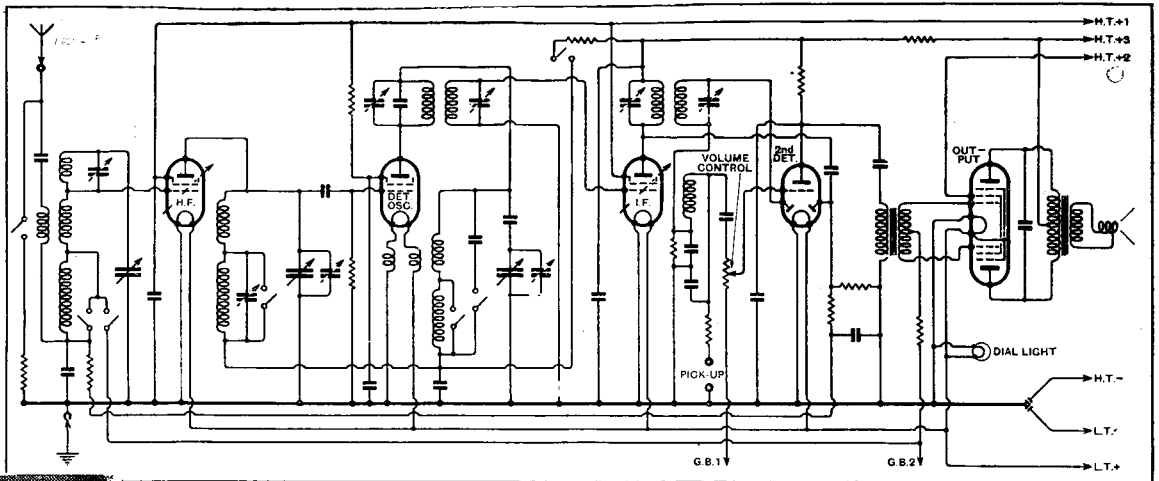 H.T.+1
H.T.+3
H.T.+2
H.F.
DET.
OSC.
I.F.
VOLUME
CONTROL
2nd
DET.
OUT-
PUT
PICK-UP
DIAL LIGHT
H.T.-
L.T.-
L.T.+
G.B.1
G.B.2